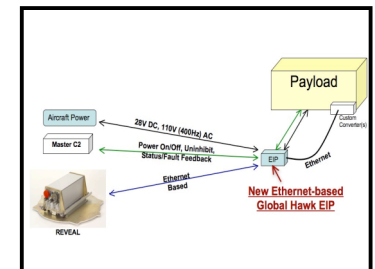 Payload
Custom
Converter(s)
Aircraft Power
28V DC, 110V (400Hz) AC
Master C2
Power On/Off, Uninhibit,
Status/Fault Feedback
EIP
Ethernet
Ethernet
Based
New Ethernet-based
Global Hawk EIP
REVEAL